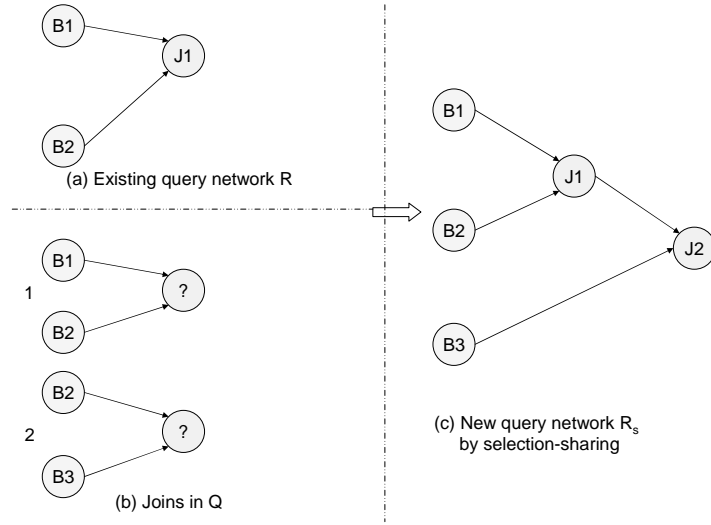 B1
J1
B2
(a) Existing query network R
B1
1
?
B2
B2
2
?
B3
(b) Joins in Q
B1
J1
B2
J2
B3
(c) New query network Rs
by selection-sharing